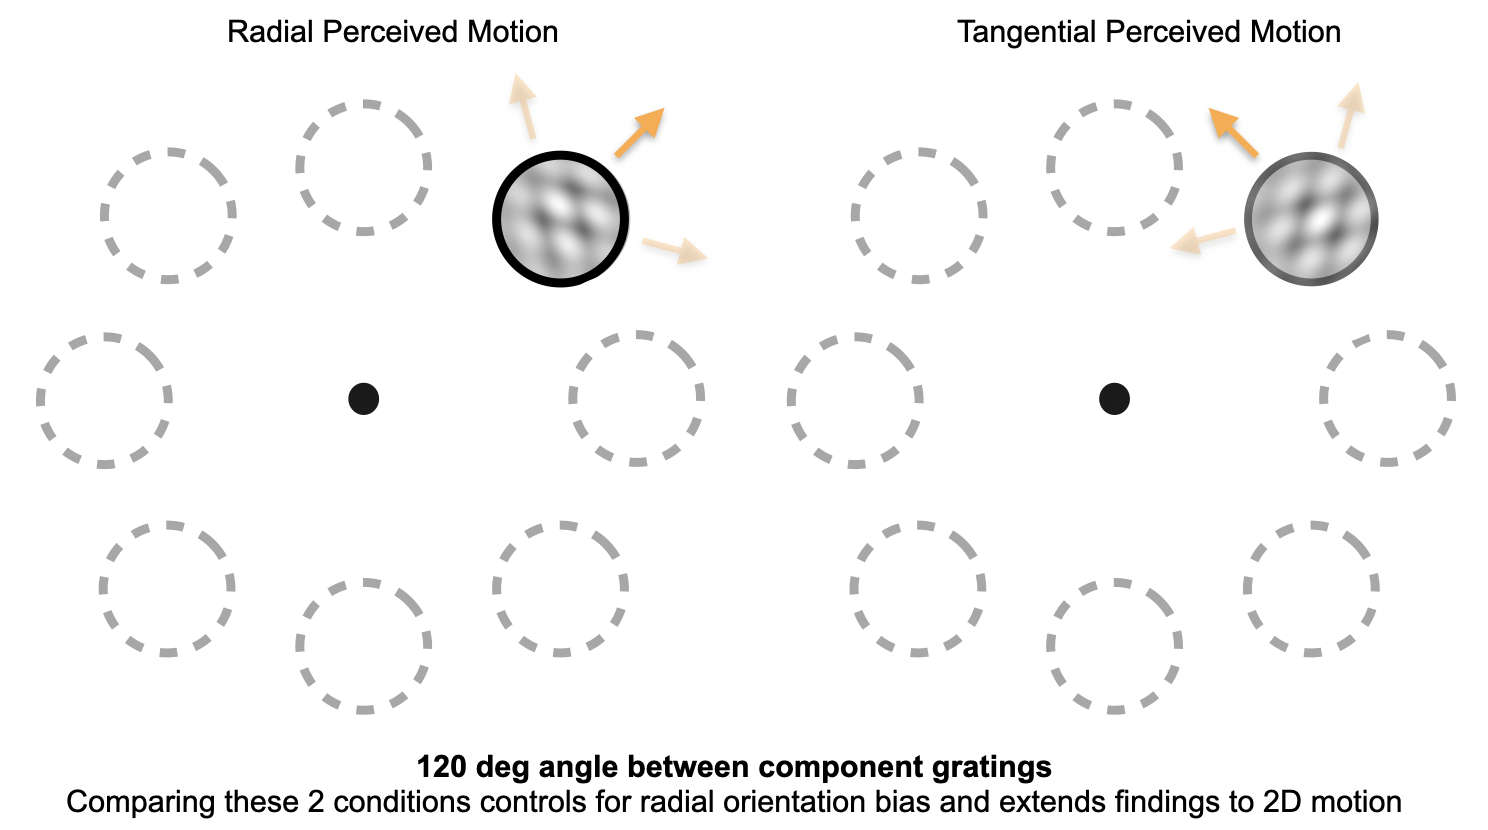 Radial Perceived Motion
Tangential Perceived Motion
120 deg angle between component gratings
Comparing these 2 conditions controls for radial orientation bias and extends findings to 2D motion